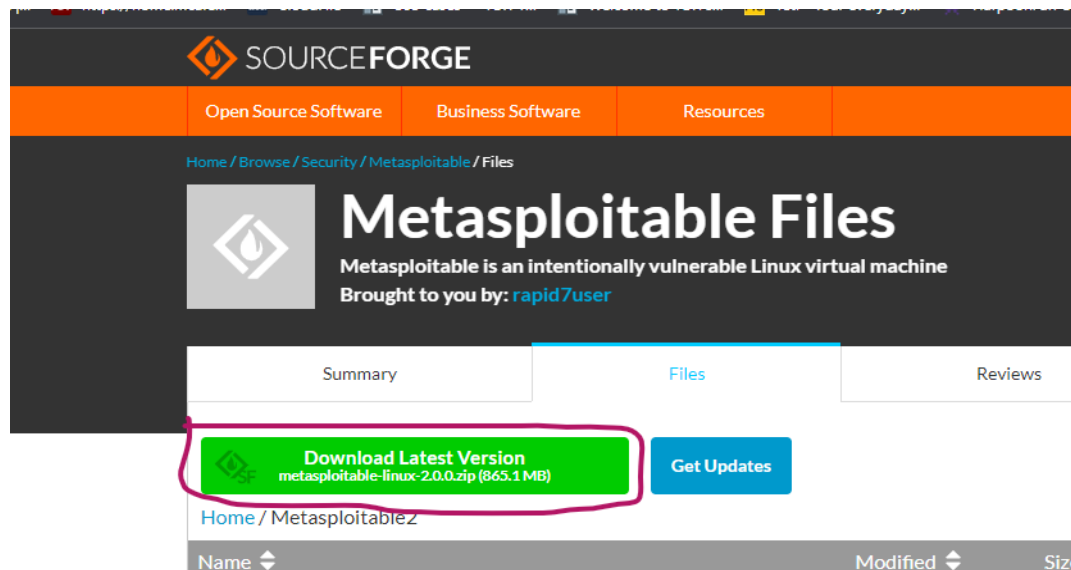 SOURCEFORGE
Open Source Software Business Software Resources
Home / Browse / Security / Metasploitable / Files
Metasploitable Files
Metasploitable is an intentionally vulnerable Linux virtual machine
Brought to you by: rapid7user
Summary Files Reviews
Download Latest Version
metasploitable-linux-2.0.0.zip (865.1 MB)
SF
Get Updates
Home / Metasploitable2
Name Modified